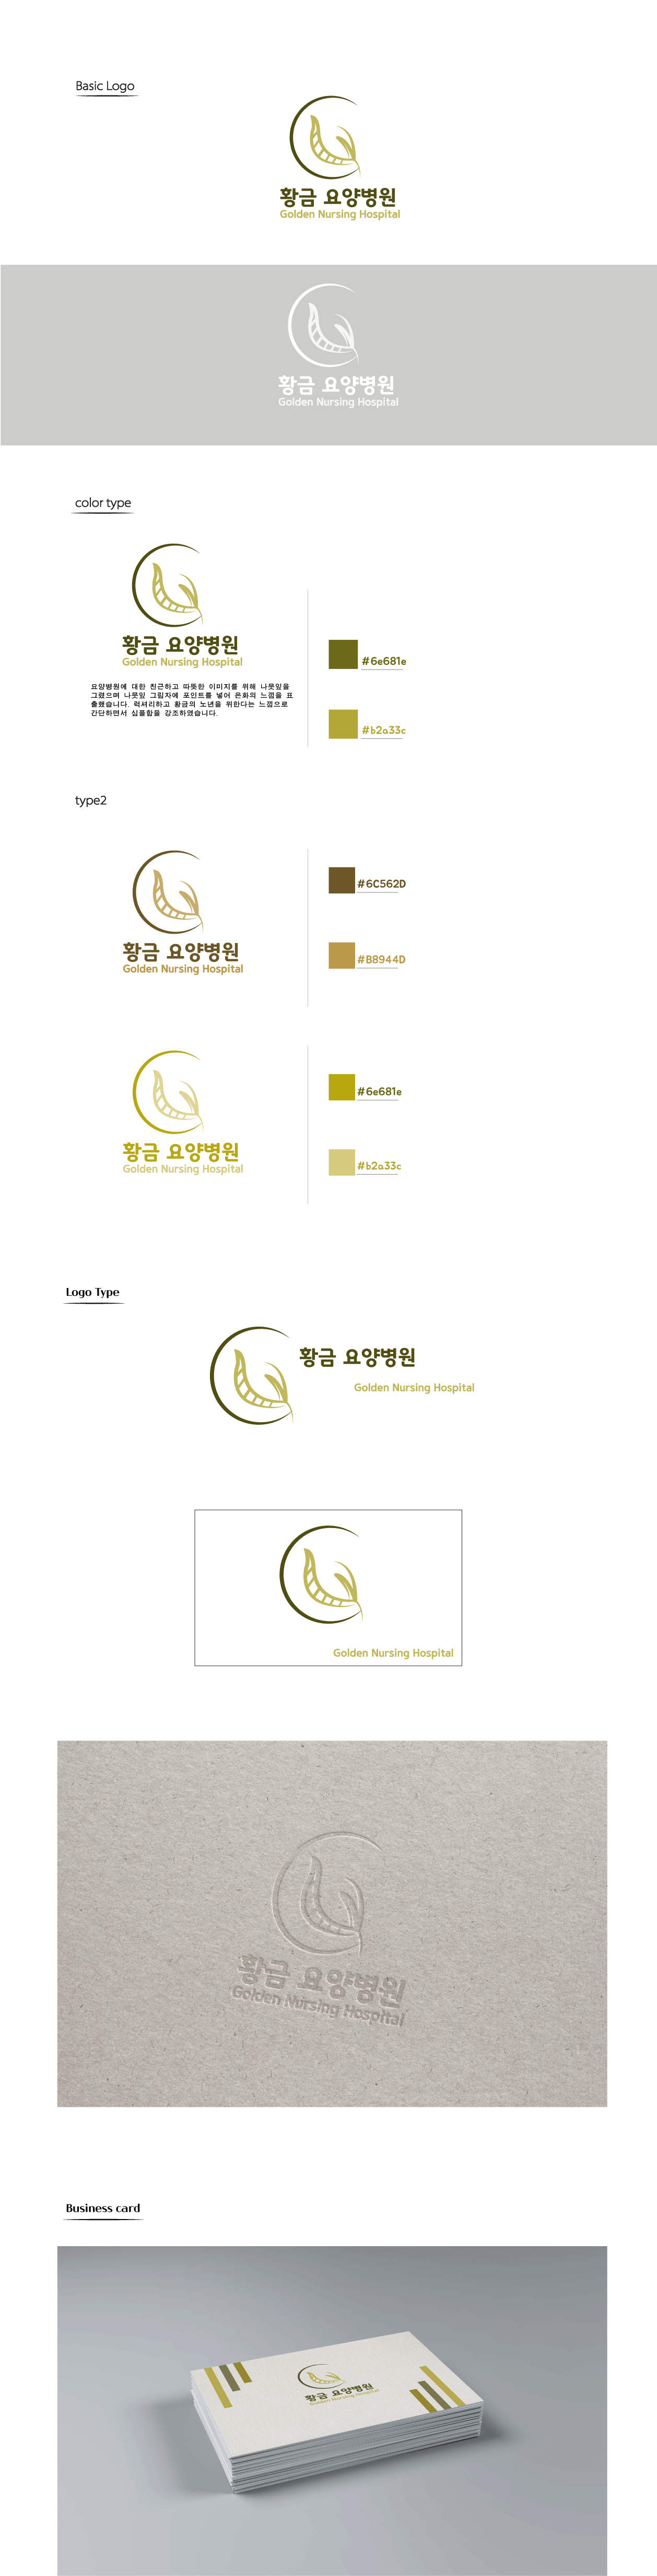 Basic Logo
황금 요양병원
Golden Nursing Hospital
황금 요양병원
Golden Nursing Hospital
color type
황금 요양병원
Golden Nursing Hospital
요양병원에 대한 친근하고 따뜻한 이미지를 위해 나뭇잎을
그렸으며 나뭇잎 그림자에 포인트를 넣어 은화의 느낌을 표
출했습니다. 럭셔리하고 황금의 노년을 위한다는 느낌으로
간단하면서 심플함을 강조하였습니다.
#6e681e
#b2a33c
type2
황금 요양병원
Golden Nursing Hospital
#6C562D
#B8944D
황금 요양병원
Golden Nursing Hospital
#6e681e
#b2a33c
Logo Type
황금 요양병원
Golden Nursing Hospital
Golden Nursing Hospital
황금 요양병원
Golden Nursing Hospital
Business card
황금 요양병원
Golden Nursing Hospital